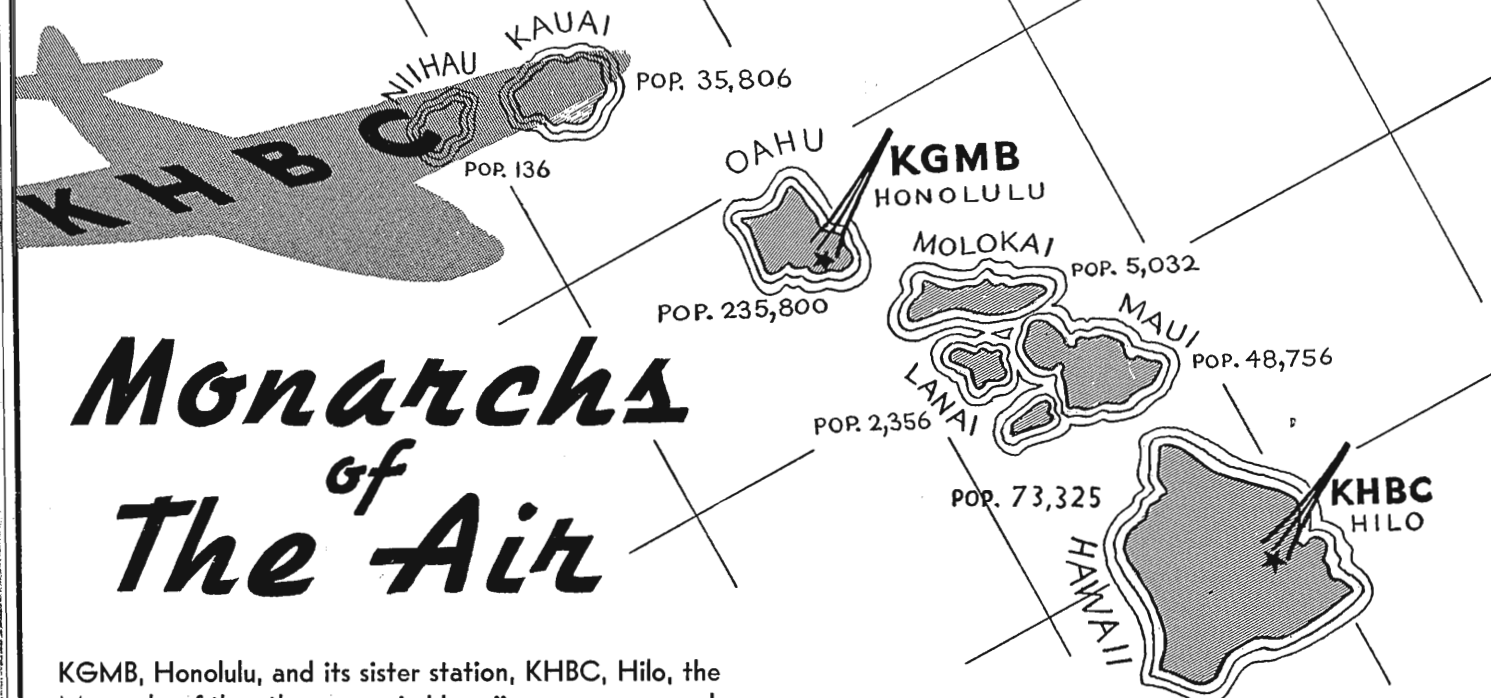 KAUAI
NIIHAU
POP. 35,806
KHBC
POP. 136
OAHU
KGMB
HONOLULU
POP. 235,800
MOLOKAI
POP. 5,032
MAUI
POP. 48,756
LANAI
POP. 2,356
POP. 73,325
KHBC
HILO
HAWAII
Monarchs
of
The Air
KGMB, Honolulu, and its sister station, KHBC, Hilo, the